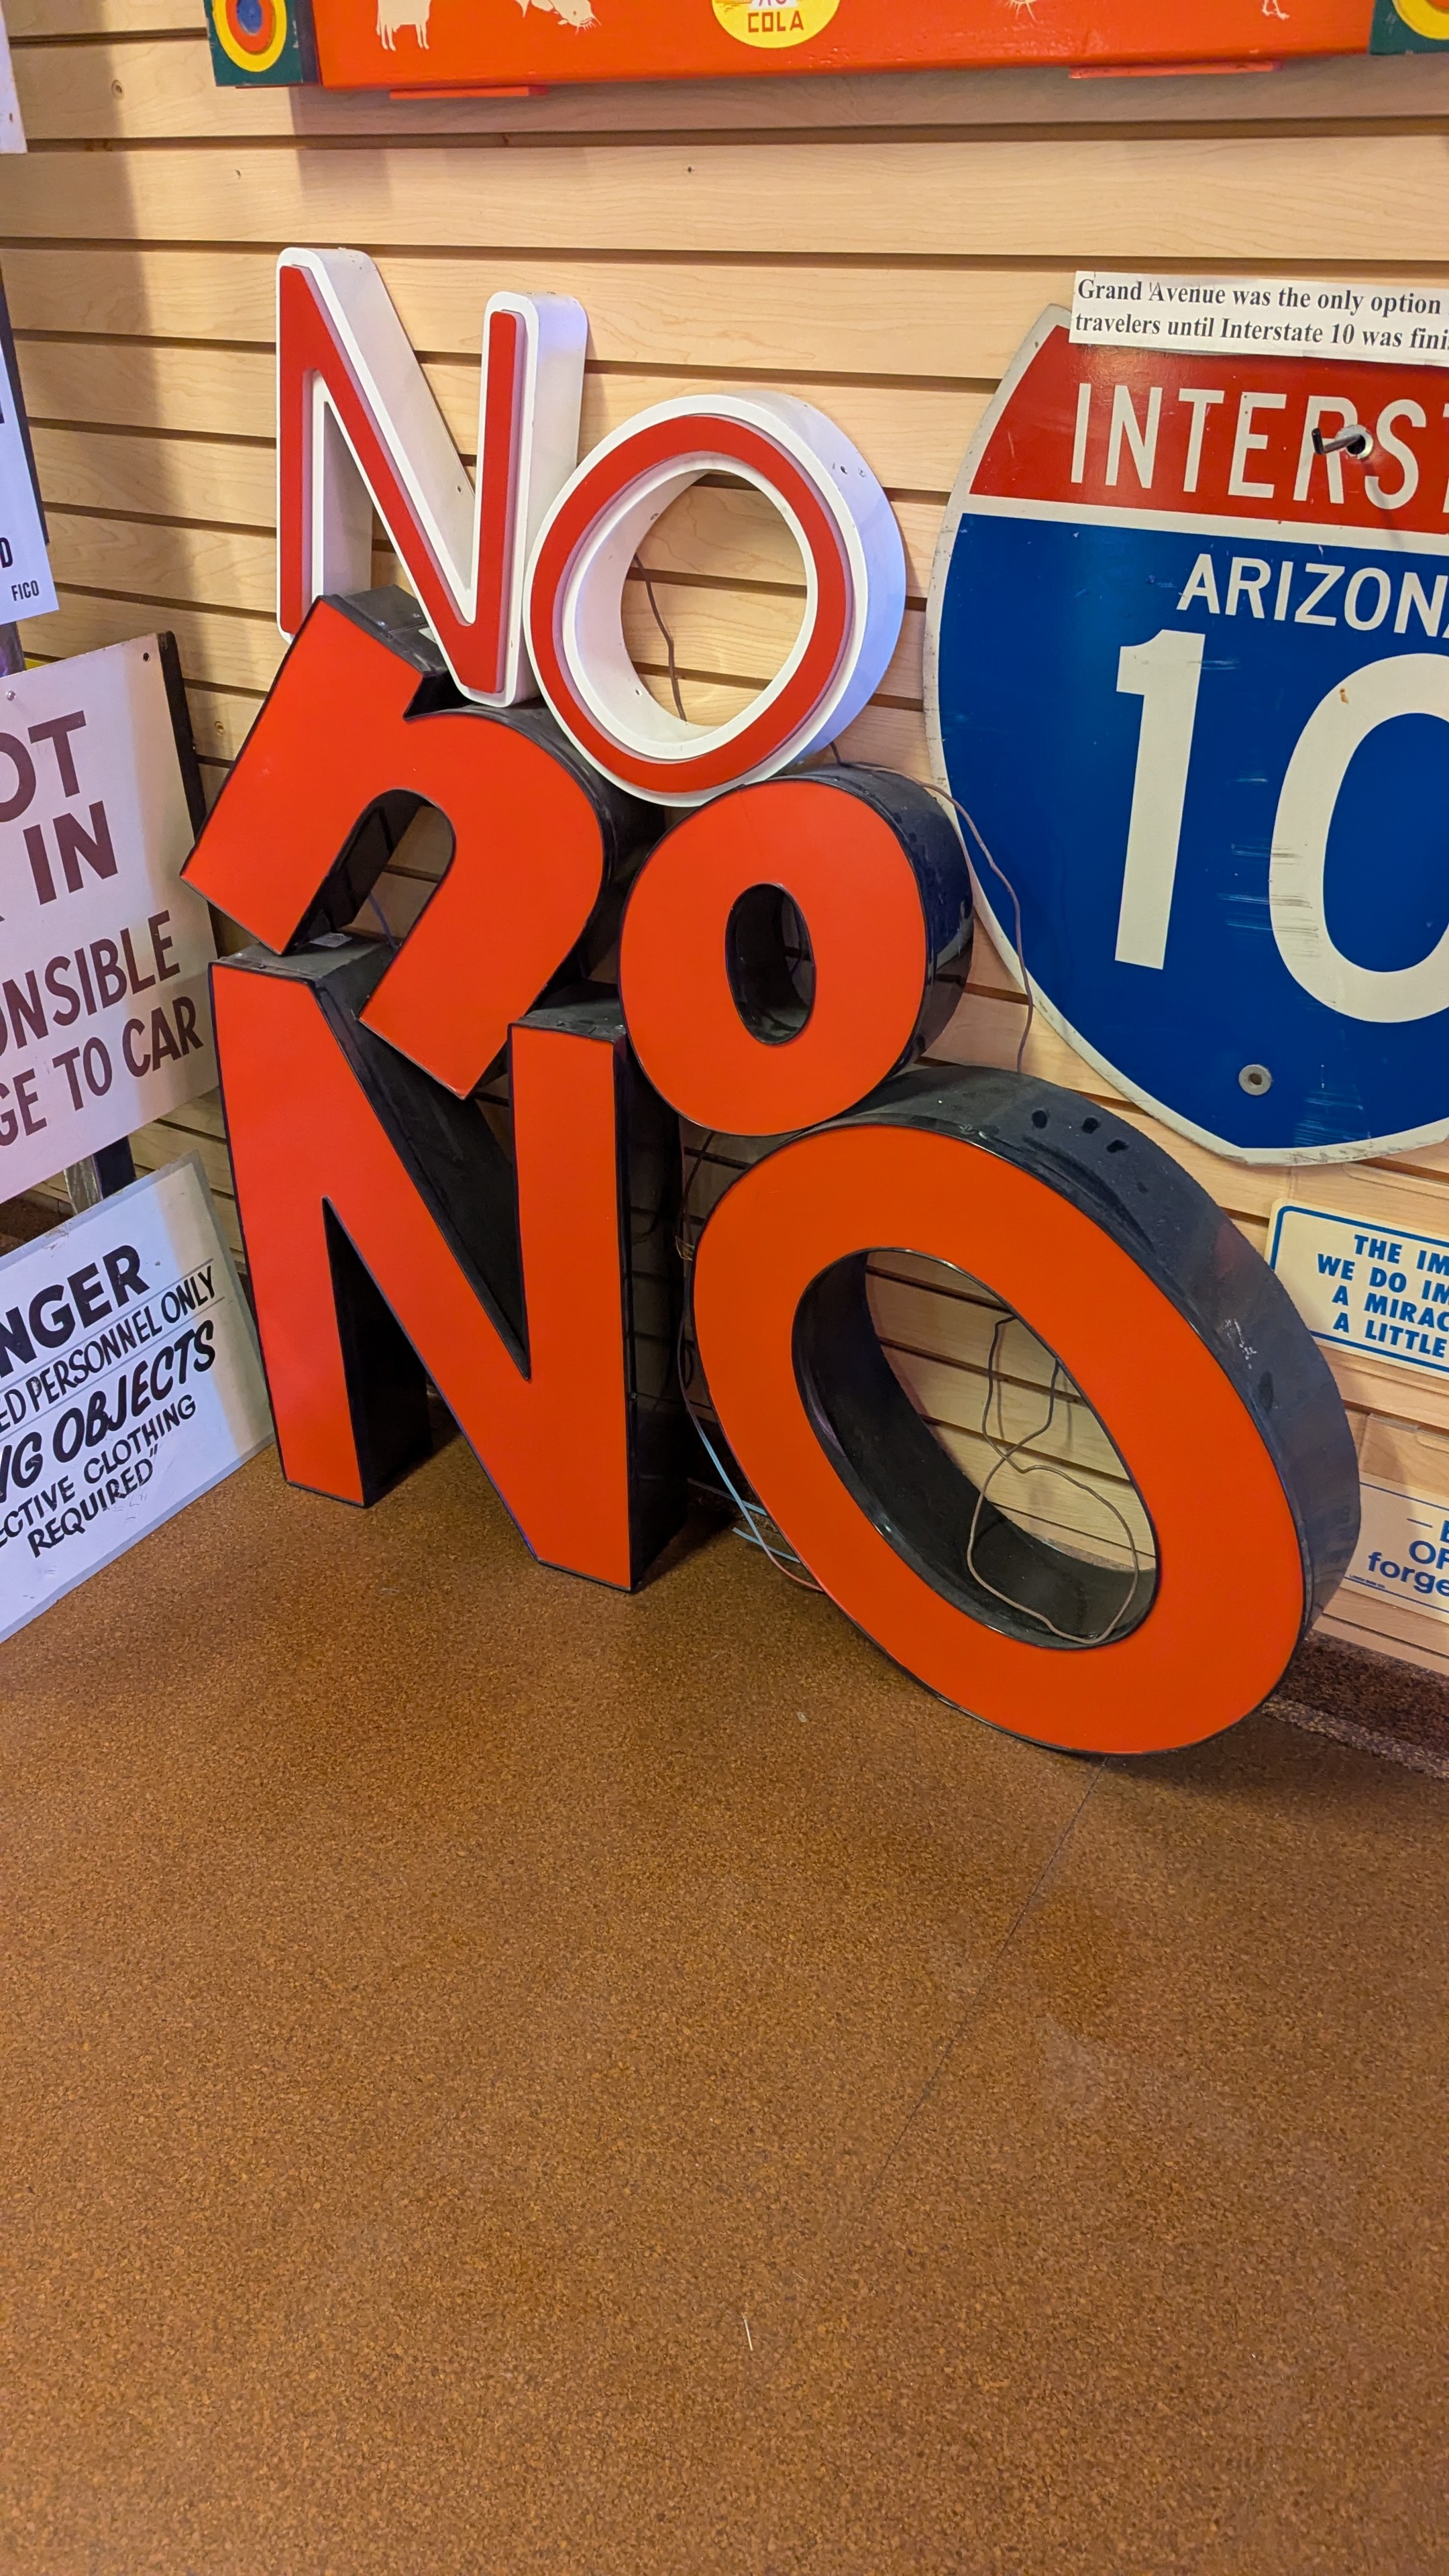 COLA
NO
no
NO
Grand Avenue was the only option
travelers until Interstate 10 was fini
INTERST
ARIZONA
10
D
FICO
OT
IN
ONSIBLE
GE TO CAR
NGER
ED PERSONNEL ONLY
NG OBJECTS
ECTIVE CLOTHING
REQUIRED"
THE IM
WE DO IM
A MIRAC
A LITTLE
OF
forge